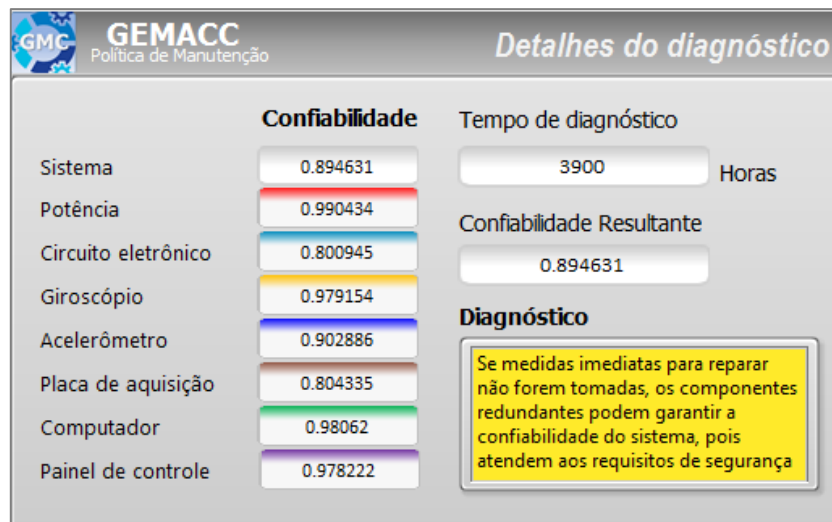 GMC
GEMACC
Política de Manutenção
Detalhes do diagnóstico
Confiabilidade
Sistema 0.894631
Potência 0.990434
Circuito eletrônico 0.800945
Giroscópio 0.979154
Acelerômetro 0.902886
Placa de aquisição 0.804335
Computador 0.98062
Painel de controle 0.978222
Tempo de diagnóstico
3900 Horas
Confiabilidade Resultante
0.894631
Diagnóstico
Se medidas imediatas para reparar
não forem tomadas, os componentes
redundantes podem garantir a
confiabilidade do sistema, pois
atendem aos requisitos de segurança